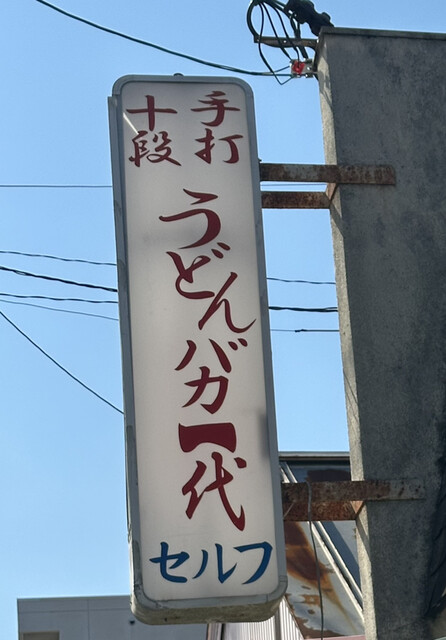 手打
十段
うどんバカ一代
セルフ